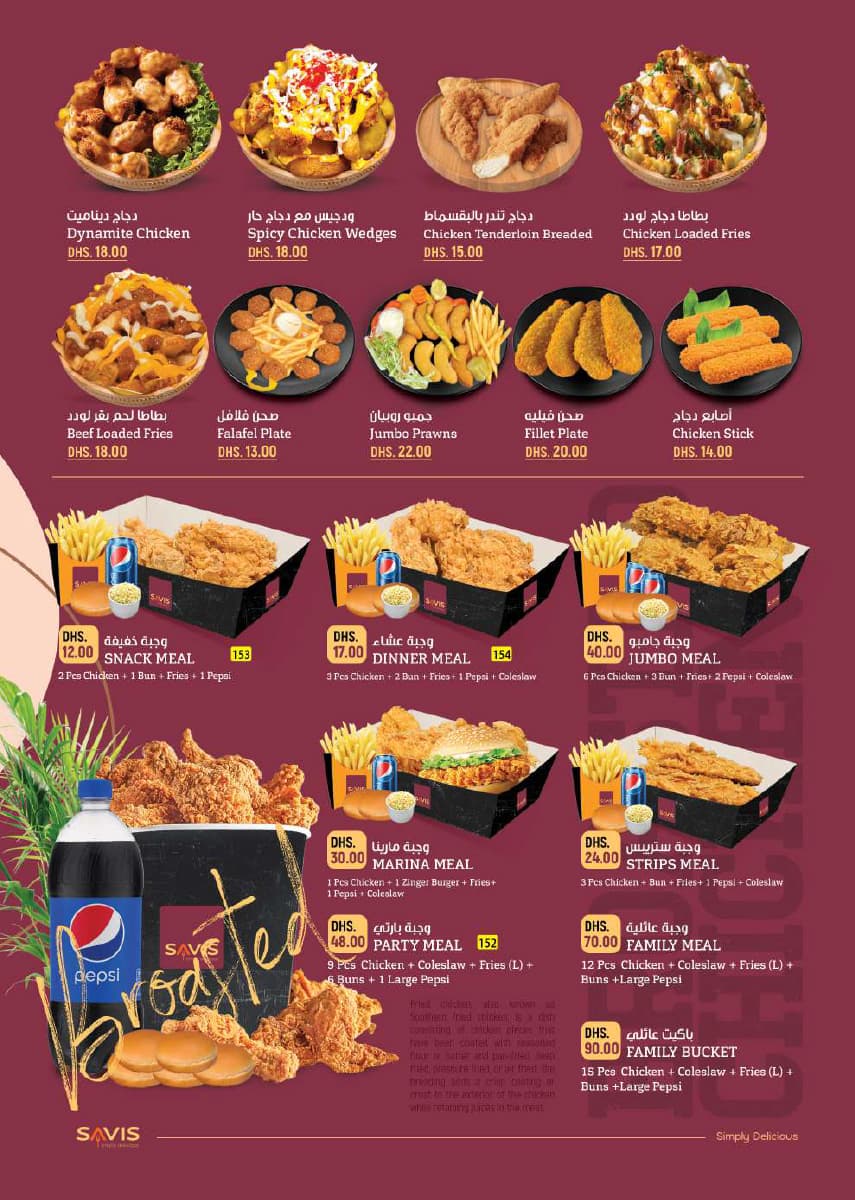 دجاج ديناميت
Dynamite Chicken
DHS. 18.00
ودجيس مع دجاج حار
Spicy Chicken Wedges
DHS. 18.00
دجاج تندر بالبقسماط
Chicken Tenderloin Breaded
DHS. 15.00
بطاطا دجاج لودد
Chicken Loaded Fries
DHS. 17.00
بطاطا لحم بقر لودد
Beef Loaded Fries
DHS. 18.00
صحن فلافل
Falafel Plate
DHS. 13.00
جمبو روبيان
Jumbo Prawns
DHS. 22.00
صحن فيليه
Fillet Plate
DHS. 20.00
أصابع دجاج
Chicken Stick
DHS. 14.00
SAVIS
DHS. 12.00
وجبة خفيفة
SNACK MEAL
153
2 Pcs Chicken + 1 Bun + Fries + 1 Pepsi
SAVIS
DHS. 17.00
وجبة عشاء
DINNER MEAL
154
3 Pcs Chicken + 2 Bun + Fries+ 1 Pepsi + Coleslaw
DHS. 40.00
وجبة جامبو
JUMBO MEAL
6 Pcs Chicken + 3 Bun + Fries+ 2 Pepsi + Coleslaw
DHS. 30.00
وجبة مارينا
MARINA MEAL
1 Pcs Chicken + 1 Zinger Burger + Fries+
1 Pepsi + Coleslaw
DHS. 24.00
وجبة ستريبس
STRIPS MEAL
3 Pcs Chicken + Bun + Fries+ 1 Pepsi + Coleslaw
DHS. 48.00
وجبة بارتي
PARTY MEAL
152
9 Pcs Chicken + Coleslaw + Fries (L) +
6 Buns + 1 Large Pepsi
DHS. 70.00
وجبة عائلية
FAMILY MEAL
12 Pcs Chicken + Coleslaw + Fries (L) +
Buns +Large Pepsi
DHS. 90.00
باكيت عائلي
FAMILY BUCKET
15 Pcs Chicken + Coleslaw + Fries (L) +
Buns +Large Pepsi
pepsi
SAVIS
Broasted
Fried chicken also known as
Southern fried chicken, is a dish
consisting of chicken pieces that
have been coated with seasoned
flour or batter and pan-fried, deep
fried, pressure fried, or air fried. The
breading adds a crisp coating or
crust to the exterior of the chicken
while retaining juices in the meat.
SAVIS
Simply Delicious